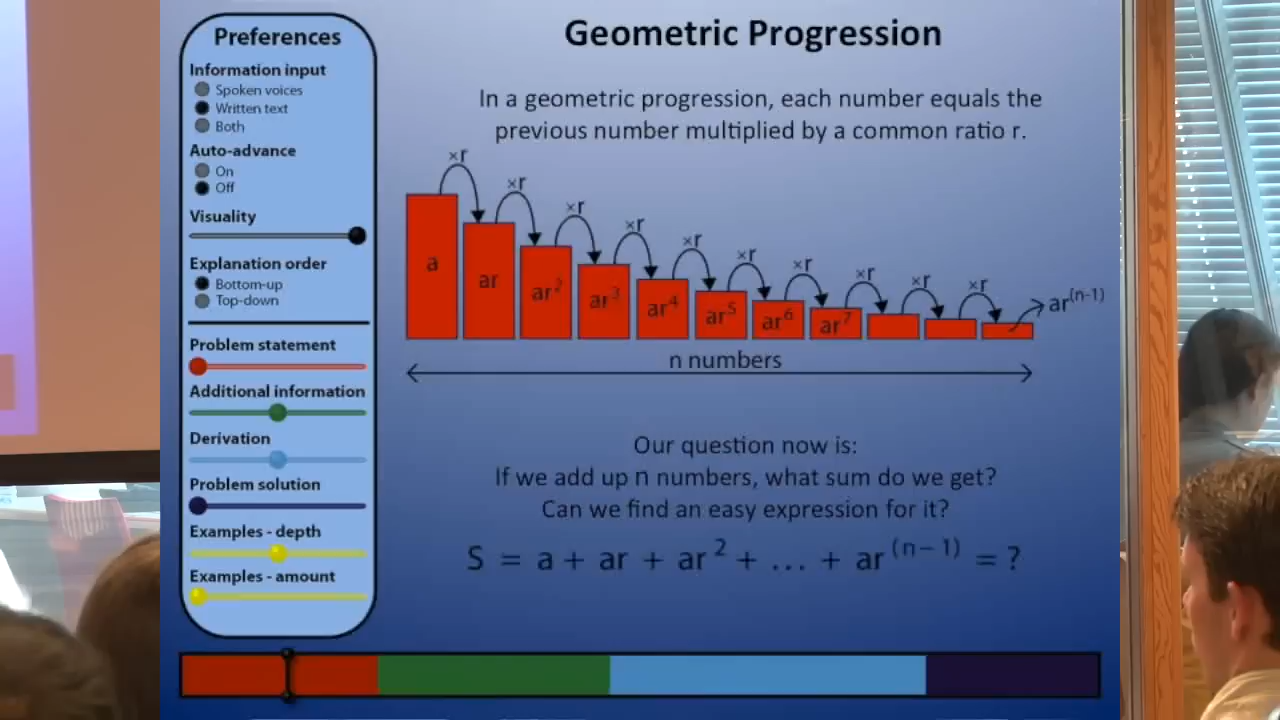 Preferences
Information input
Spoken voices
Written text
Both
Auto-advance
On
Off
Visuality
Explanation order
Bottom-up
Top-down
Problem statement
Additional information
Derivation
Problem solution
Examples - depth
Examples - amount
Geometric Progression
In a geometric progression, each number equals the
previous number multiplied by a common ratio r.
×r ×r ×r ×r ×r ×r ×r ×r ×r ×r
a ar ar² ar³ ar⁴ ar⁵ ar⁶ ar⁷ ar⁽ⁿ⁻¹⁾
n numbers
Our question now is:
If we add up n numbers, what sum do we get?
Can we find an easy expression for it?
S = a + ar + ar² + ... + ar⁽ⁿ⁻¹⁾ = ?